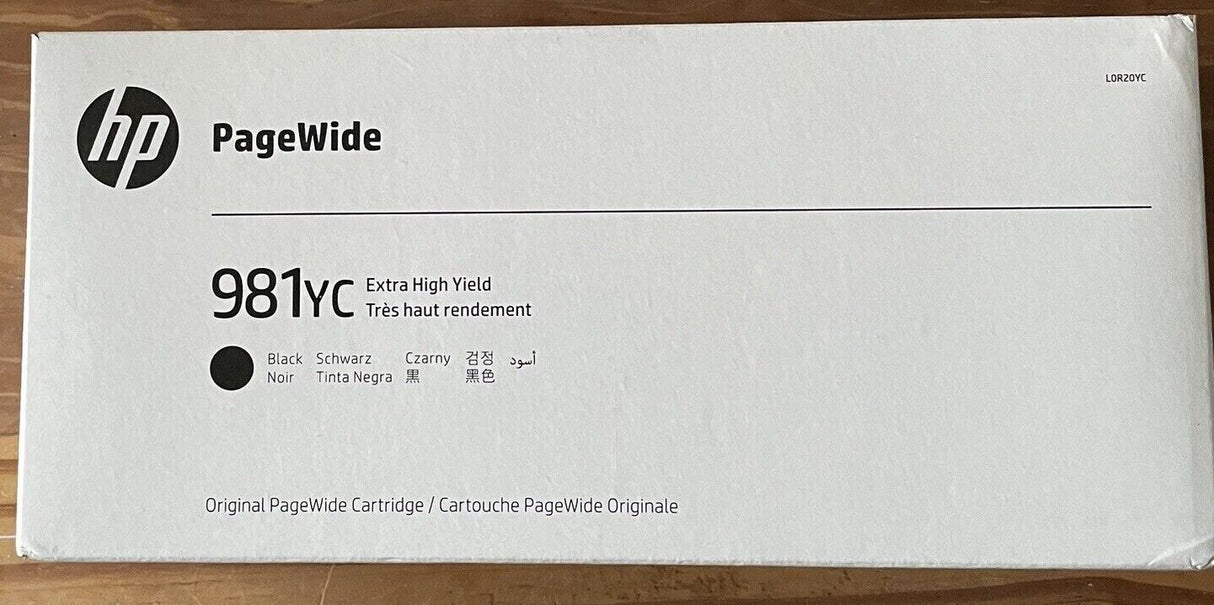 L0R20YC
hp PageWide
981YC Extra High Yield
Très haut rendement
Black Schwarz Czarny 검정 أسود
Noir Tinta Negra 黒 黑色
Original PageWide Cartridge / Cartouche PageWide Originale